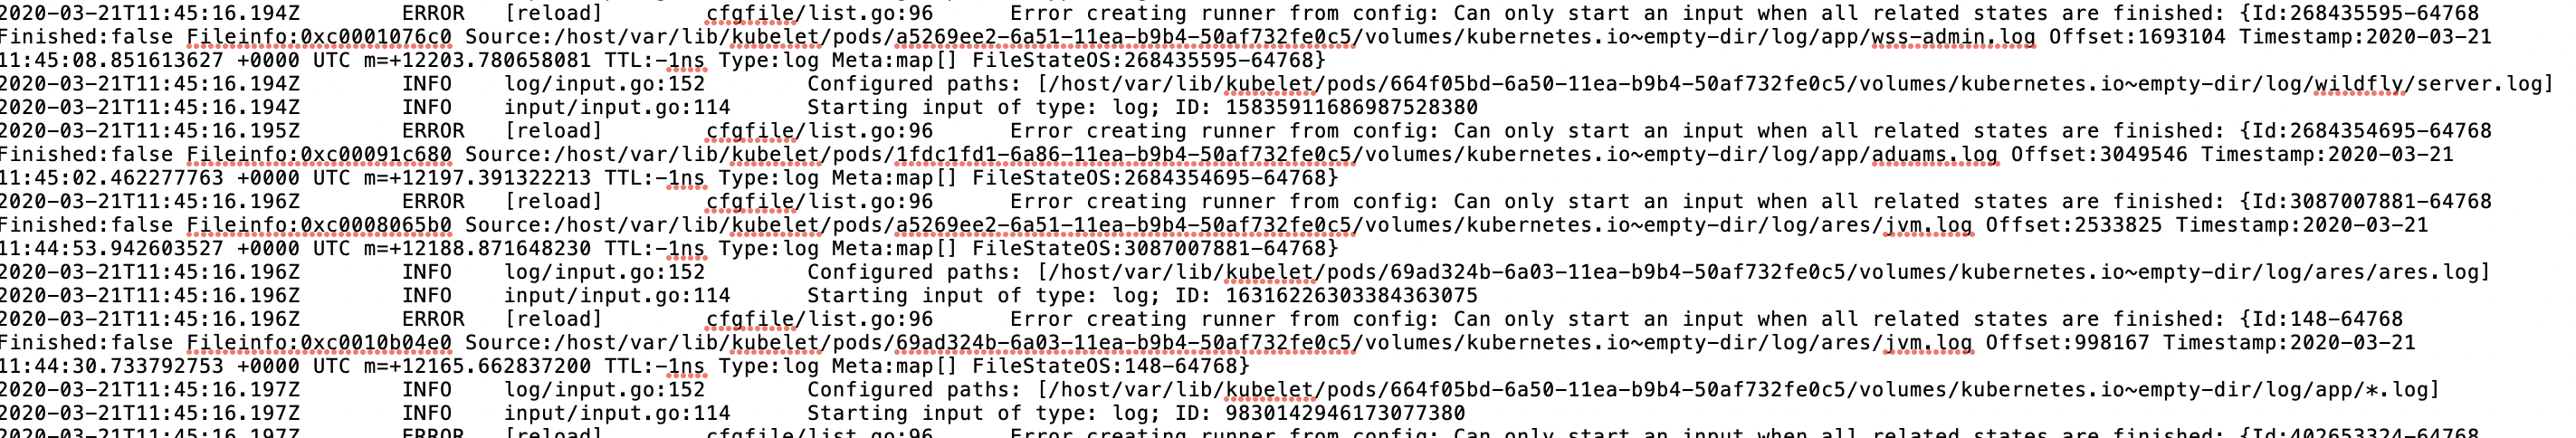 2020-03-21T11:45:16.194Z ERROR [reload] cfgfile/list.go:96 Error creating runner from config: Can only start an input when all related states are finished: {Id:268435595-64768
Finished:false Fileinfo:0xc0001076c0 Source:/host/var/lib/kubelet/pods/a5269ee2-6a51-11ea-b9b4-50af732fe0c5/volumes/kubernetes.io~empty-dir/log/app/wss-admin.log Offset:1693104 Timestamp:2020-03-21
11:45:08.851613627 +0000 UTC m=+12203.780658081 TTL:-1ns Type:log Meta:map[] FileStateOS:268435595-64768}
2020-03-21T11:45:16.194Z INFO log/input.go:152 Configured paths: [/host/var/lib/kubelet/pods/664f05bd-6a50-11ea-b9b4-50af732fe0c5/volumes/kubernetes.io~empty-dir/log/wildfly/server.log]
2020-03-21T11:45:16.194Z INFO input/input.go:114 Starting input of type: log; ID: 15835911686987528380
2020-03-21T11:45:16.195Z ERROR [reload] cfgfile/list.go:96 Error creating runner from config: Can only start an input when all related states are finished: {Id:2684354695-64768
Finished:false Fileinfo:0xc00091c680 Source:/host/var/lib/kubelet/pods/1fdc1fd1-6a86-11ea-b9b4-50af732fe0c5/volumes/kubernetes.io~empty-dir/log/app/aduams.log Offset:3049546 Timestamp:2020-03-21
11:45:02.462277763 +0000 UTC m=+12197.391322213 TTL:-1ns Type:log Meta:map[] FileStateOS:2684354695-64768}
2020-03-21T11:45:16.196Z ERROR [reload] cfgfile/list.go:96 Error creating runner from config: Can only start an input when all related states are finished: {Id:3087007881-64768
Finished:false Fileinfo:0xc0008065b0 Source:/host/var/lib/kubelet/pods/a5269ee2-6a51-11ea-b9b4-50af732fe0c5/volumes/kubernetes.io~empty-dir/log/ares/jvm.log Offset:2533825 Timestamp:2020-03-21
11:44:53.942603527 +0000 UTC m=+12188.871648230 TTL:-1ns Type:log Meta:map[] FileStateOS:3087007881-64768}
2020-03-21T11:45:16.196Z INFO log/input.go:152 Configured paths: [/host/var/lib/kubelet/pods/69ad324b-6a03-11ea-b9b4-50af732fe0c5/volumes/kubernetes.io~empty-dir/log/ares/ares.log]
2020-03-21T11:45:16.196Z INFO input/input.go:114 Starting input of type: log; ID: 16316226303384363075
2020-03-21T11:45:16.196Z ERROR [reload] cfgfile/list.go:96 Error creating runner from config: Can only start an input when all related states are finished: {Id:148-64768
Finished:false Fileinfo:0xc0010b04e0 Source:/host/var/lib/kubelet/pods/69ad324b-6a03-11ea-b9b4-50af732fe0c5/volumes/kubernetes.io~empty-dir/log/ares/jvm.log Offset:998167 Timestamp:2020-03-21
11:44:30.733792753 +0000 UTC m=+12165.662837200 TTL:-1ns Type:log Meta:map[] FileStateOS:148-64768}
2020-03-21T11:45:16.197Z INFO log/input.go:152 Configured paths: [/host/var/lib/kubelet/pods/664f05bd-6a50-11ea-b9b4-50af732fe0c5/volumes/kubernetes.io~empty-dir/log/app/*.log]
2020-03-21T11:45:16.197Z INFO input/input.go:114 Starting input of type: log; ID: 9830142946173077380
2020-03-21T11:45:16.197Z ERROR [reload] cfgfile/list.go:96 Error creating runner from config: Can only start an input when all related states are finished: {Id:402653324-64768